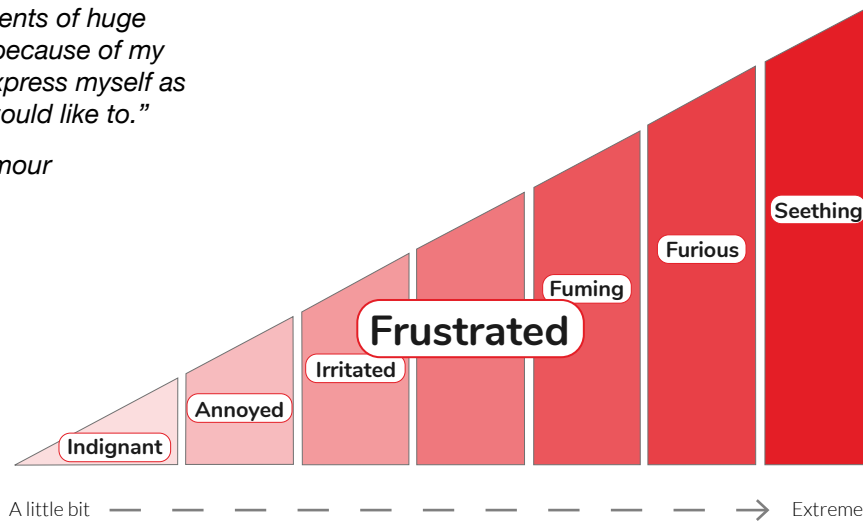 ents of huge
because of my
xpress myself as
ould like to.”
mour
Seething
Furious
Fuming
Frustrated
Irritated
Annoyed
Indignant
A little bit
Extreme